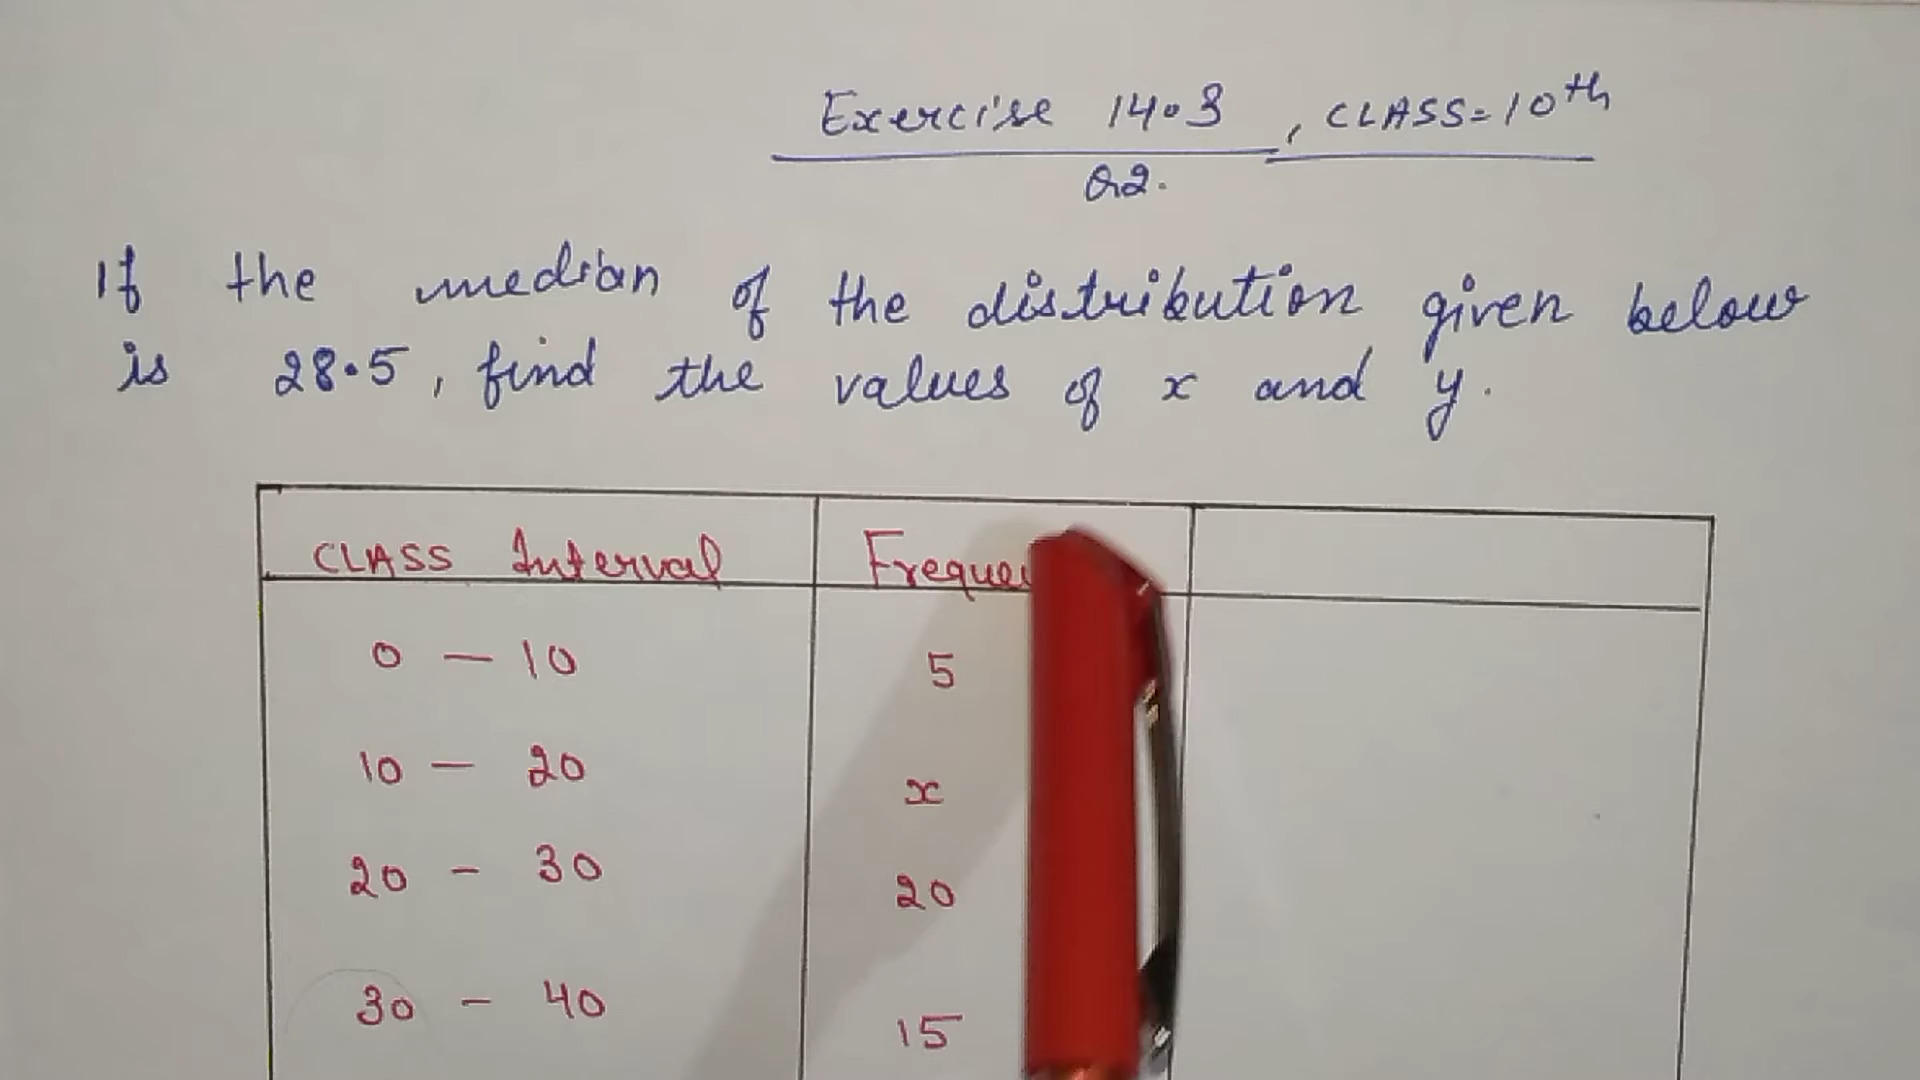 Exercise 14.3, CLASS=10th
Q2.
If the median of the distribution given below
is 28.5, find the values of x and y.
CLASS Interval
0 - 10 5
10 - 20 x
20 - 30 20
30 - 40 15